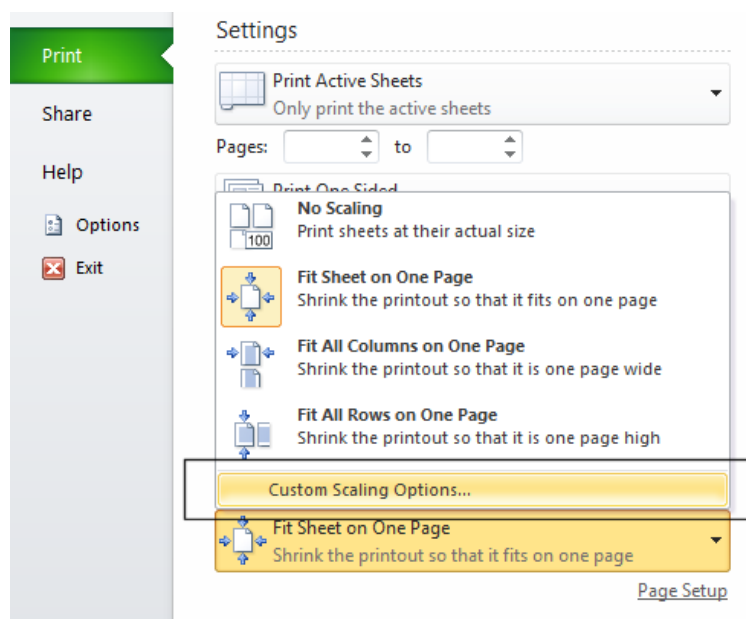 Print
Share
Help
Options
Exit
Settings
Print Active Sheets
Only print the active sheets
Pages: to
Print One Sided
No Scaling
Print sheets at their actual size
100
Fit Sheet on One Page
Shrink the printout so that it fits on one page
Fit All Columns on One Page
Shrink the printout so that it is one page wide
Fit All Rows on One Page
Shrink the printout so that it is one page high
Custom Scaling Options...
Fit Sheet on One Page
Shrink the printout so that it fits on one page
Page Setup